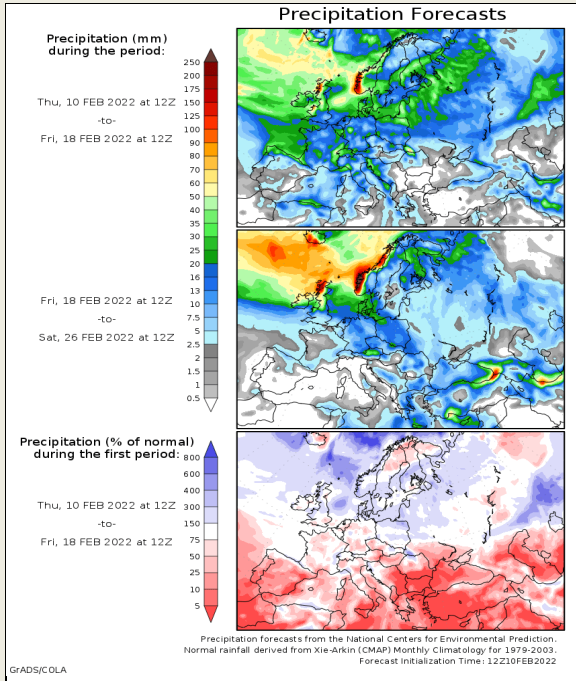 Precipitation Forecasts
Precipitation (mm)
during the period:
Thu, 10 FEB 2022 at 12Z
-to-
Fri, 18 FEB 2022 at 12Z
250
200
175
150
125
100
90
80
70
60
50
40
35
30
25
20
16
13
10
7.5
5
2.5
2
1.5
1
0.5
Fri, 18 FEB 2022 at 12Z
-to-
Sat, 26 FEB 2022 at 12Z
Precipitation (% of normal)
during the first period:
Thu, 10 FEB 2022 at 12Z
-to-
Fri, 18 FEB 2022 at 12Z
800
600
400
300
150
75
50
25
10
5
Precipitation forecasts from the National Centers for Environmental Prediction.
Normal rainfall derived from Xie-Arkin (CMAP) Monthly Climatology for 1979-2003.
Forecast Initialization Time: 12Z10FEB2022
GrADS/COLA